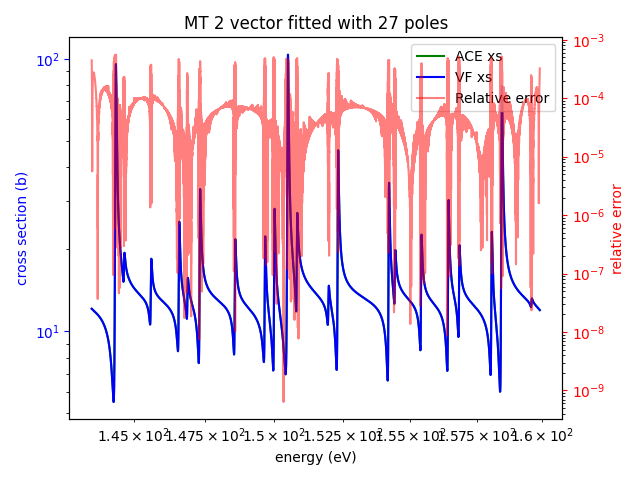 MT 2 vector fitted with 27 poles
ACE xs
VF xs
Relative error
cross section (b)
10²
10¹
10⁻³
10⁻⁴
10⁻⁵
10⁻⁶
10⁻⁷
10⁻⁸
10⁻⁹
relative error
1.45 × 10² 1.475 × 10² 1.5 × 10² 1.525 × 10² 1.55 × 10² 1.575 × 10² 1.6 × 10²
energy (eV)